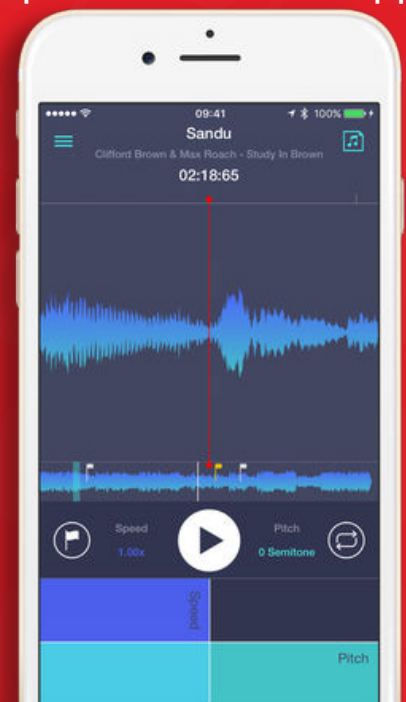 09:41
100%
Sandu
Clifford Brown & Max Roach - Study In Brown
02:18:65
Speed
Pitch
1.00x
0 Semitone
Speed
Pitch